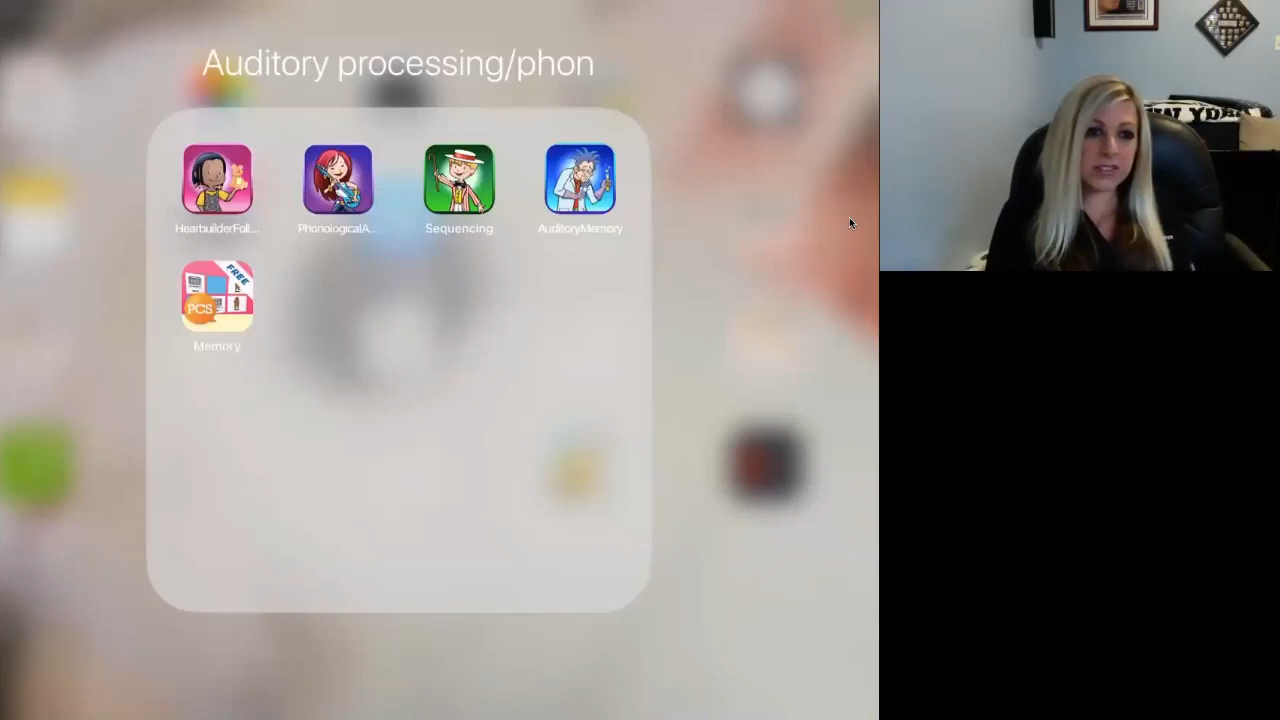 Auditory processing/phon
HearbuilderFoll...
PhonologicalA...
Sequencing
AuditoryMemory
FREE
PCS
Memory